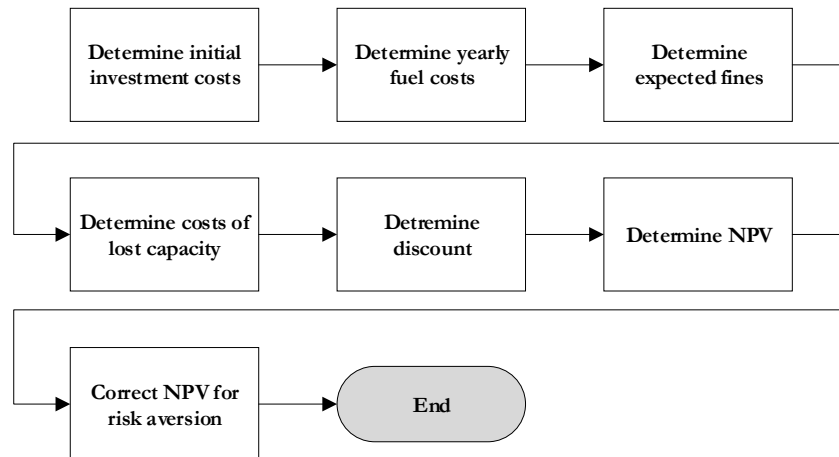 Determine initial
investment costs
Determine yearly
fuel costs
Determine
expected fines
Determine costs of
lost capacity
Detremine
discount
Determine NPV
Correct NPV for
risk aversion
End